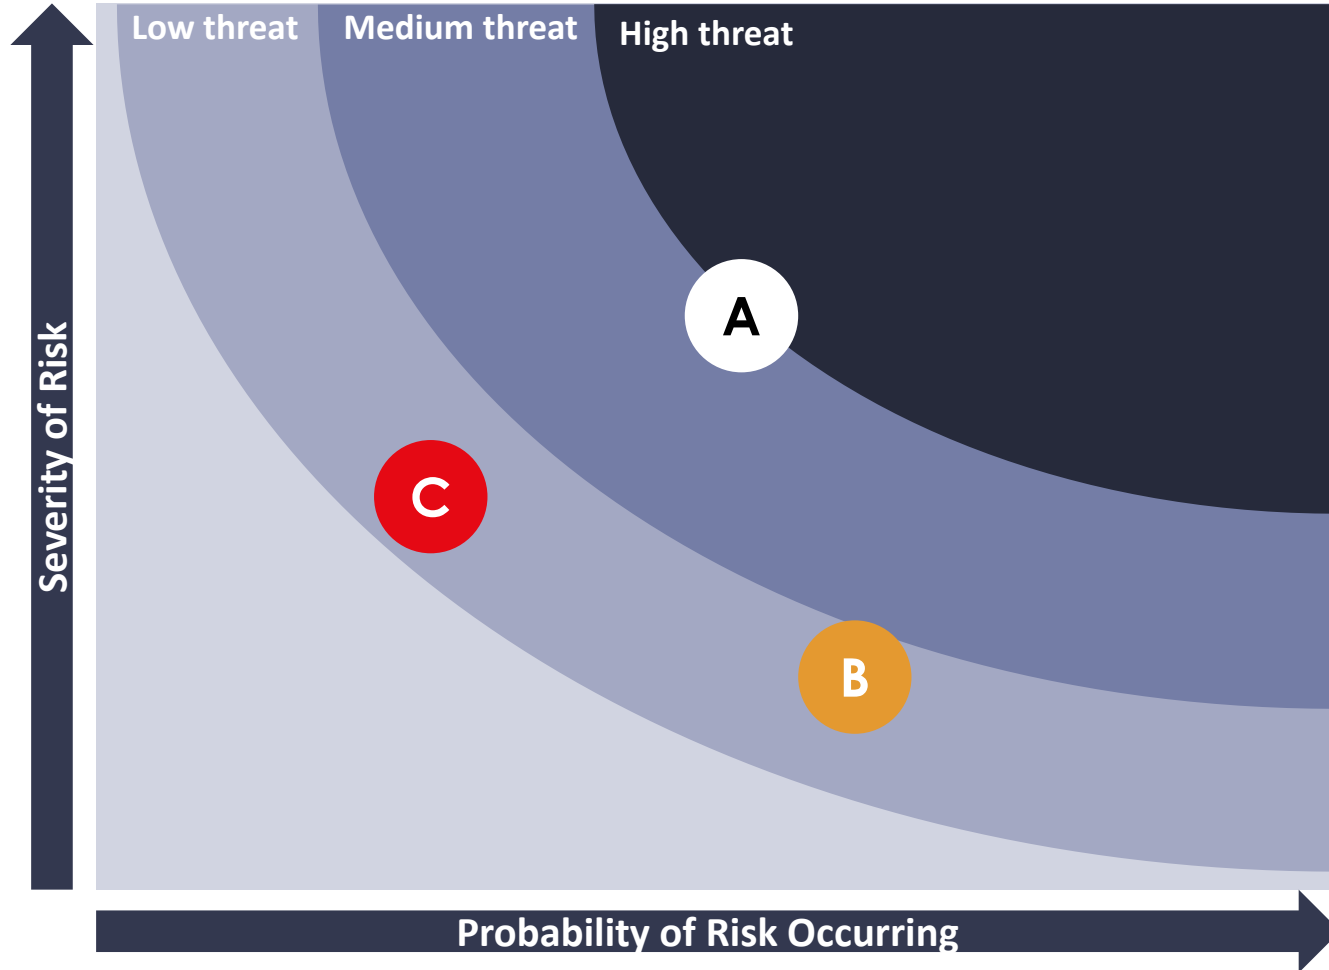 Low threat
Medium threat
High threat
Severity of Risk
A
C
B
Probability of Risk Occurring